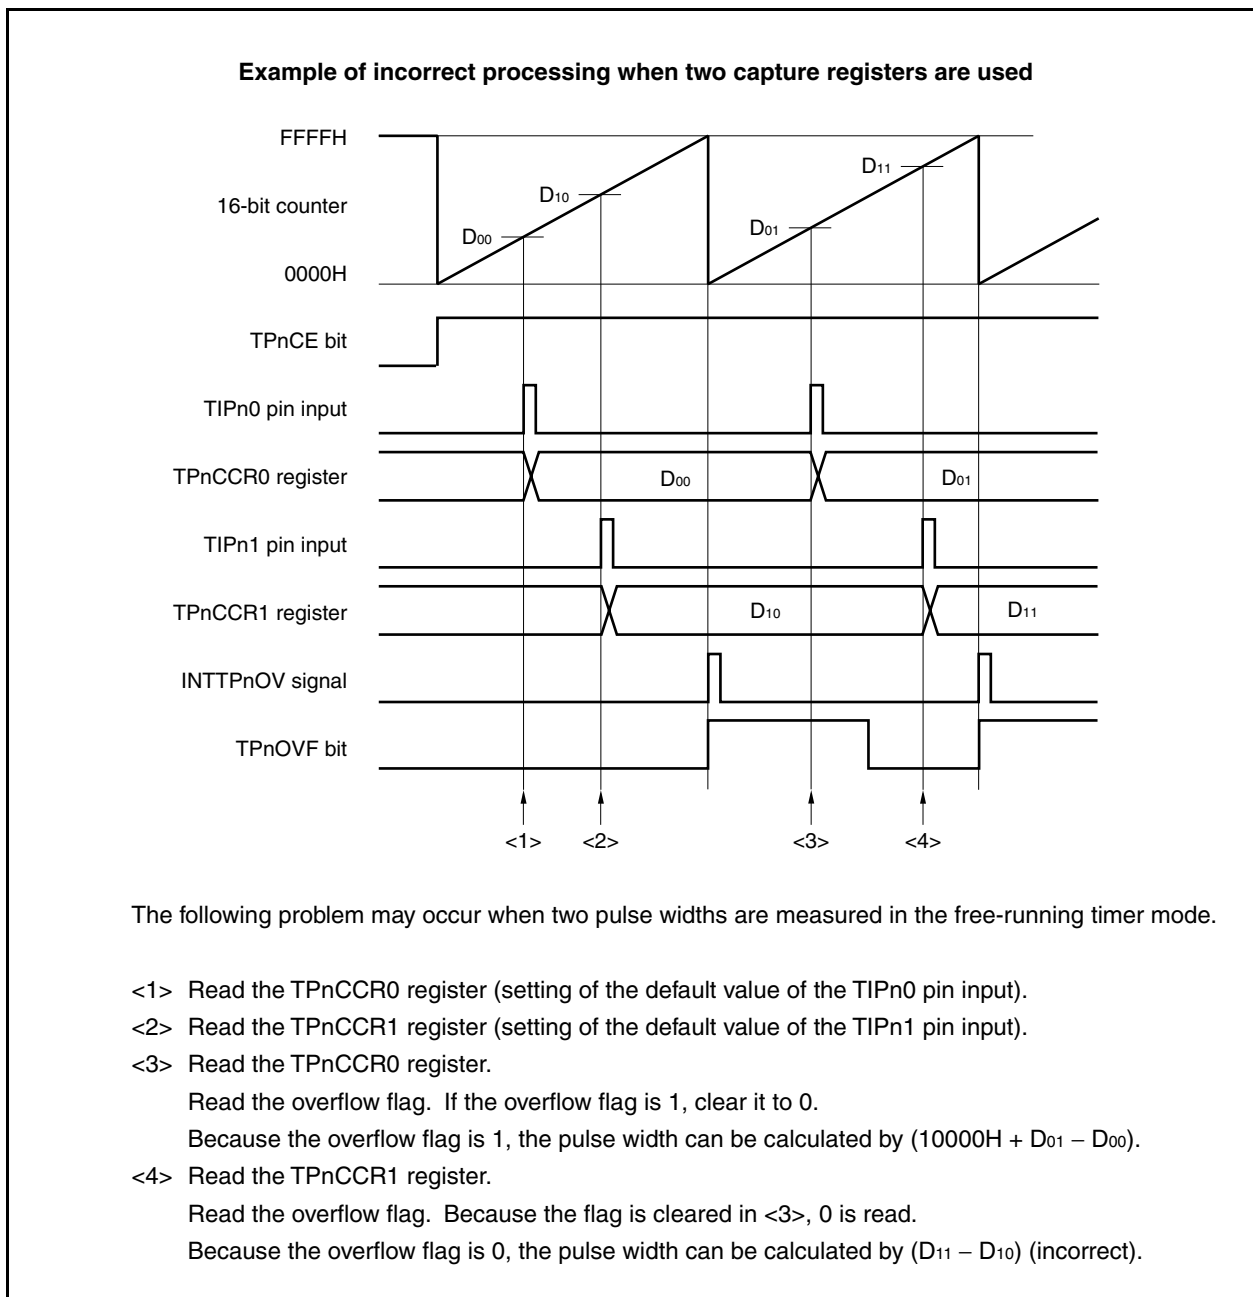 Example of incorrect processing when two capture registers are used
FFFFH
16-bit counter
0000H
D00
D10
D01
D11
TPnCE bit
TIPn0 pin input
TPnCCR0 register
D00
D01
TIPn1 pin input
TPnCCR1 register
D10
D11
INTTPnOV signal
TPnOVF bit
<1> <2> <3> <4>
The following problem may occur when two pulse widths are measured in the free-running timer mode.
<1> Read the TPnCCR0 register (setting of the default value of the TIPn0 pin input).
<2> Read the TPnCCR1 register (setting of the default value of the TIPn1 pin input).
<3> Read the TPnCCR0 register.
Read the overflow flag. If the overflow flag is 1, clear it to 0.
Because the overflow flag is 1, the pulse width can be calculated by (10000H + D01 − D00).
<4> Read the TPnCCR1 register.
Read the overflow flag. Because the flag is cleared in <3>, 0 is read.
Because the overflow flag is 0, the pulse width can be calculated by (D11 − D10) (incorrect).